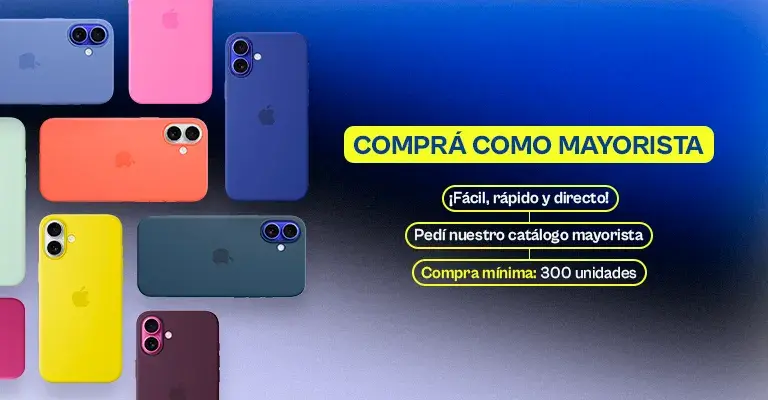 COMPRÁ COMO MAYORISTA
¡Fácil, rápido y directo!
Pedí nuestro catálogo mayorista
Compra mínima: 300 unidades